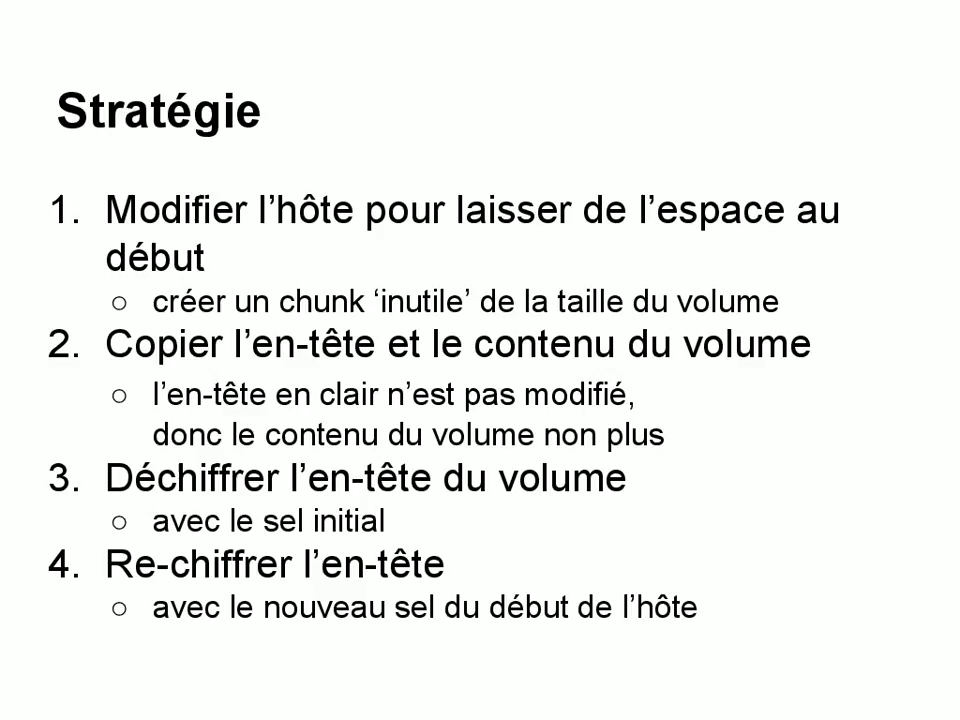 Stratégie
1. Modifier l’hôte pour laisser de l’espace au
début
○ créer un chunk ‘inutile’ de la taille du volume
2. Copier l’en-tête et le contenu du volume
○ l’en-tête en clair n’est pas modifié,
donc le contenu du volume non plus
3. Déchiffrer l’en-tête du volume
○ avec le sel initial
4. Re-chiffrer l’en-tête
○ avec le nouveau sel du début de l’hôte